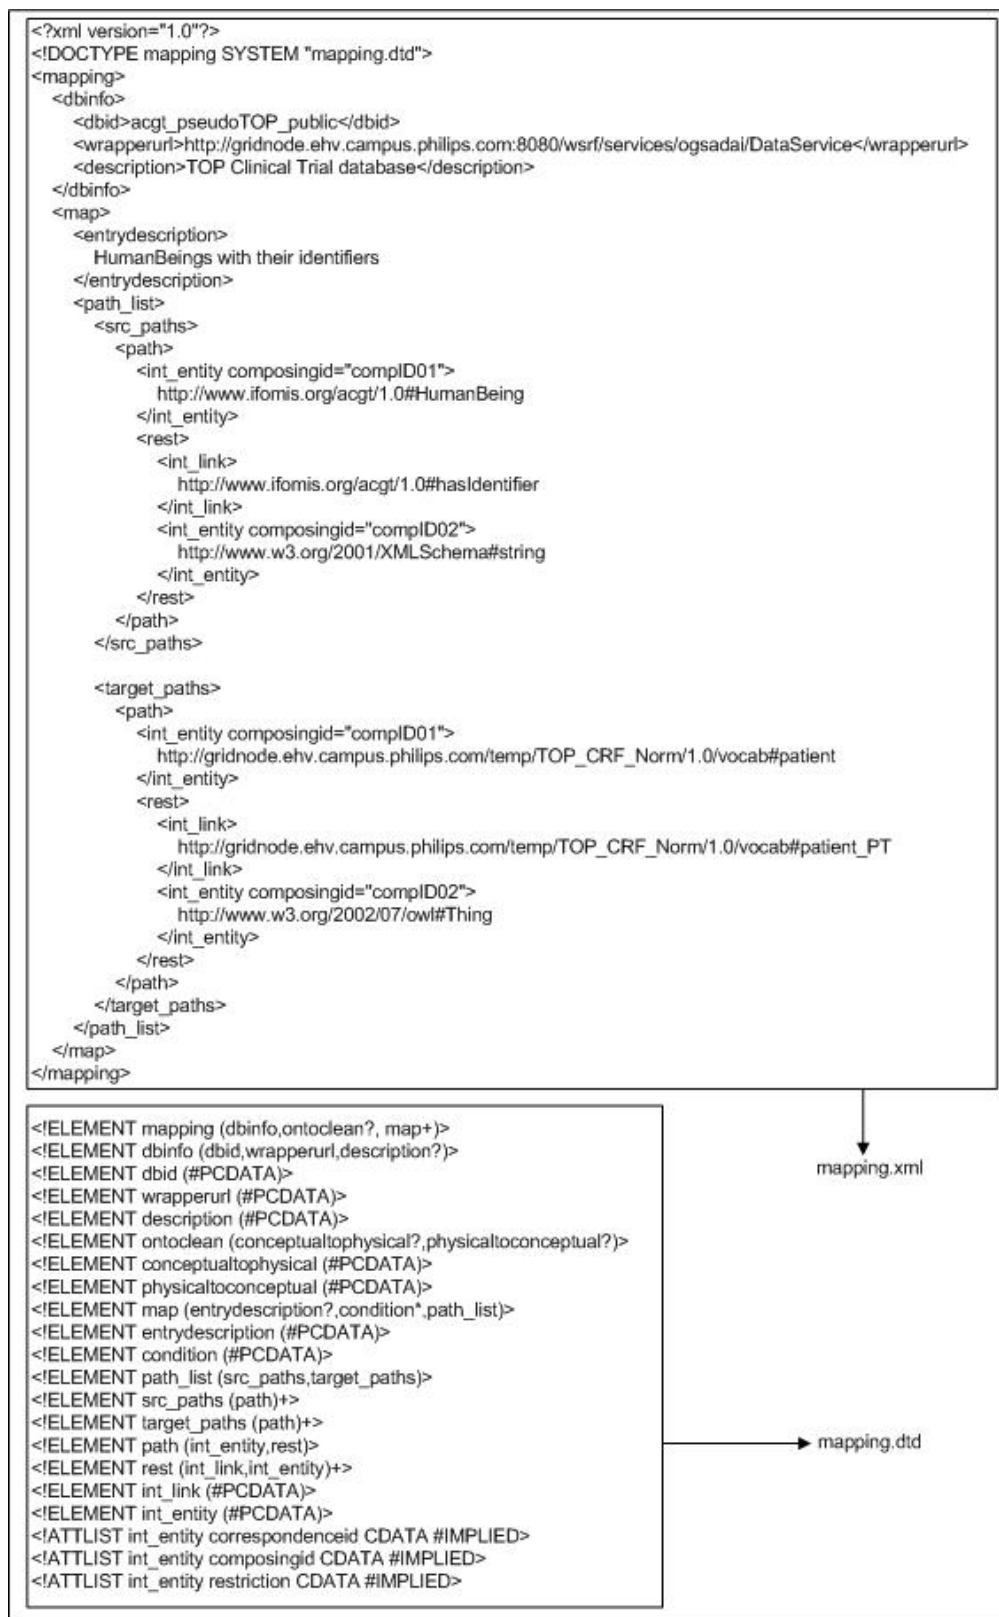 <?xml version="1.0"?>
<!DOCTYPE mapping SYSTEM "mapping.dtd">
<mapping>
<dbinfo>
<dbid>acgt_pseudoTOP_public</dbid>
<wrapperurl>http://gridnode.ehv.campus.philips.com:8080/wsrf/services/ogsadai/DataService</wrapperurl>
<description>TOP Clinical Trial database</description>
</dbinfo>
<map>
<entrydescription>
HumanBeings with their identifiers
</entrydescription>
<path_list>
<src_paths>
<path>
<int_entity composingid="compID01">
http://www.ifomis.org/acgt/1.0#HumanBeing
</int_entity>
<rest>
<int_link>
http://www.ifomis.org/acgt/1.0#hasIdentifier
</int_link>
<int_entity composingid="compID02">
http://www.w3.org/2001/XMLSchema#string
</int_entity>
</rest>
</path>
</src_paths>
<target_paths>
<path>
<int_entity composingid="compID01">
http://gridnode.ehv.campus.philips.com/temp/TOP_CRF_Norm/1.0/vocab#patient
</int_entity>
<rest>
<int_link>
http://gridnode.ehv.campus.philips.com/temp/TOP_CRF_Norm/1.0/vocab#patient_PT
</int_link>
<int_entity composingid="compID02">
http://www.w3.org/2002/07/owl#Thing
</int_entity>
</rest>
</path>
</target_paths>
</path_list>
</map>
</mapping>
mapping.xml
<!ELEMENT mapping (dbinfo,ontoclean?, map+)>
<!ELEMENT dbinfo (dbid,wrapperurl,description?)>
<!ELEMENT dbid (#PCDATA)>
<!ELEMENT wrapperurl (#PCDATA)>
<!ELEMENT description (#PCDATA)>
<!ELEMENT ontoclean (conceptualtophysical?,physicaltoconceptual?)>
<!ELEMENT conceptualtophysical (#PCDATA)>
<!ELEMENT physicaltoconceptual (#PCDATA)>
<!ELEMENT map (entrydescription?,condition*,path_list)>
<!ELEMENT entrydescription (#PCDATA)>
<!ELEMENT condition (#PCDATA)>
<!ELEMENT path_list (src_paths,target_paths)>
<!ELEMENT src_paths (path)+>
<!ELEMENT target_paths (path)+>
<!ELEMENT path (int_entity,rest)>
<!ELEMENT rest (int_link,int_entity)+>
<!ELEMENT int_link (#PCDATA)>
<!ELEMENT int_entity (#PCDATA)>
<!ATTLIST int_entity correspondenceid CDATA #IMPLIED>
<!ATTLIST int_entity composingid CDATA #IMPLIED>
<!ATTLIST int_entity restriction CDATA #IMPLIED>
mapping.dtd